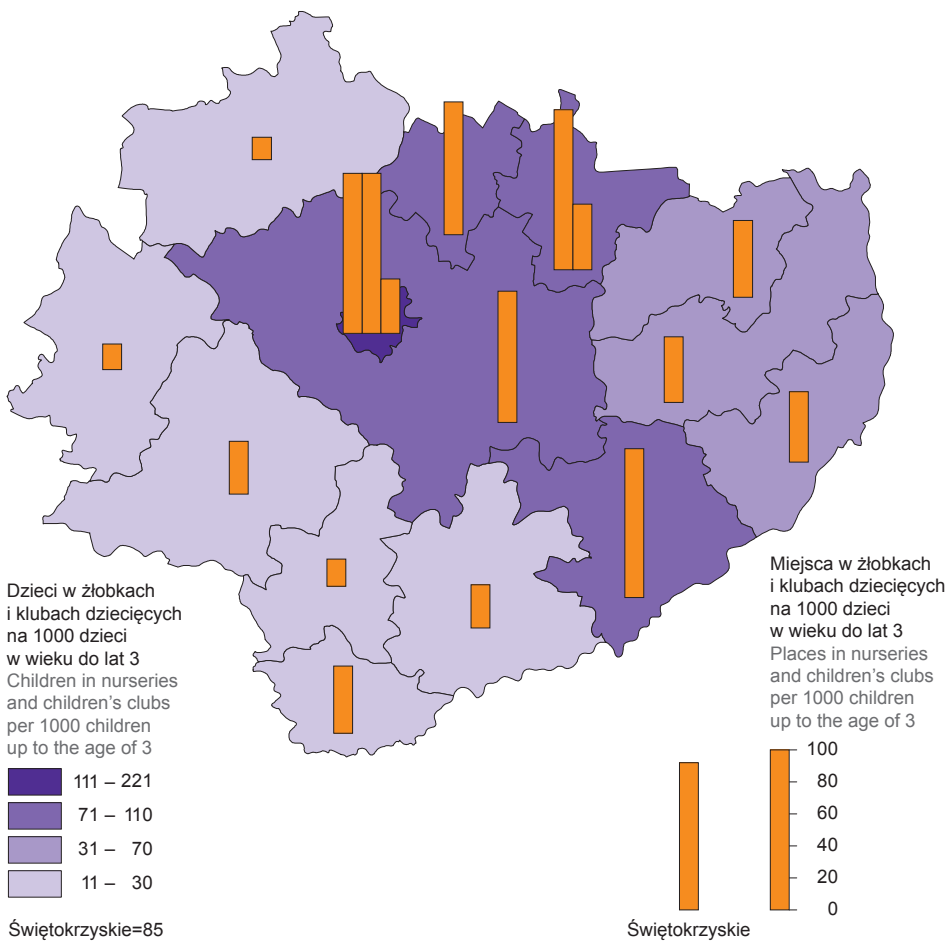 Dzieci w żłobkach
i klubach dziecięcych
na 1000 dzieci
w wieku do lat 3
Children in nurseries
and children's clubs
per 1000 children
up to the age of 3
111 – 221
71 – 110
31 – 70
11 – 30
Świętokrzyskie=85
Miejsca w żłobkach
i klubach dziecięcych
na 1000 dzieci
w wieku do lat 3
Places in nurseries
and children's clubs
per 1000 children
up to the age of 3
100
80
60
40
20
0
Świętokrzyskie